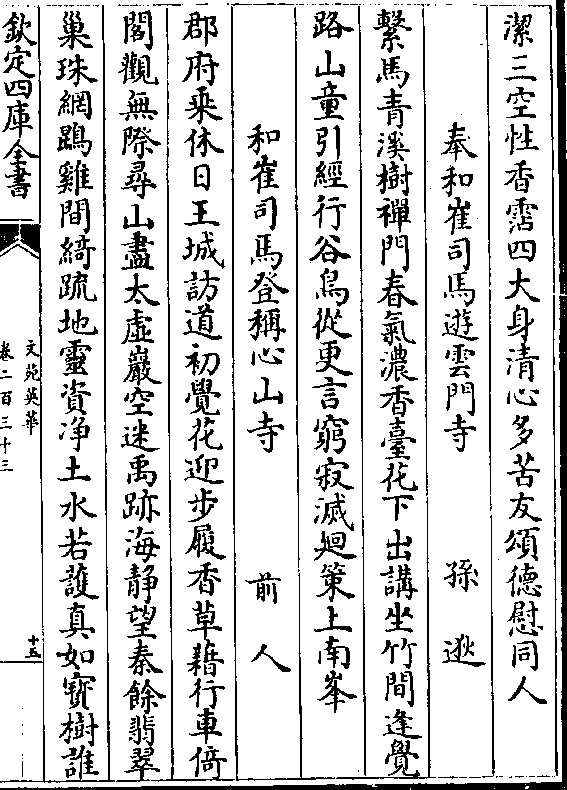 潔三空性香霑四大身清心多苦友頌德慰同人
奉和崔司馬遊雲門寺 孫逖
繫馬青溪樹禪門春氣濃香臺花下出講坐竹間逢覺
路山童引經行谷鳥從更言窮寂滅迴策上南峯
和崔司馬登稱心山寺 前人
郡府乘休日王城訪道初覺花迎步履香草藉行車倚
閣觀無際尋山盡太虛巖空迷禹跡海靜望秦餘翡翠
巢珠網鵾雞間綺疏地靈資净土水若護真如寳樹誰
欽定四庫全書
文苑英華
卷二百三十三
十五